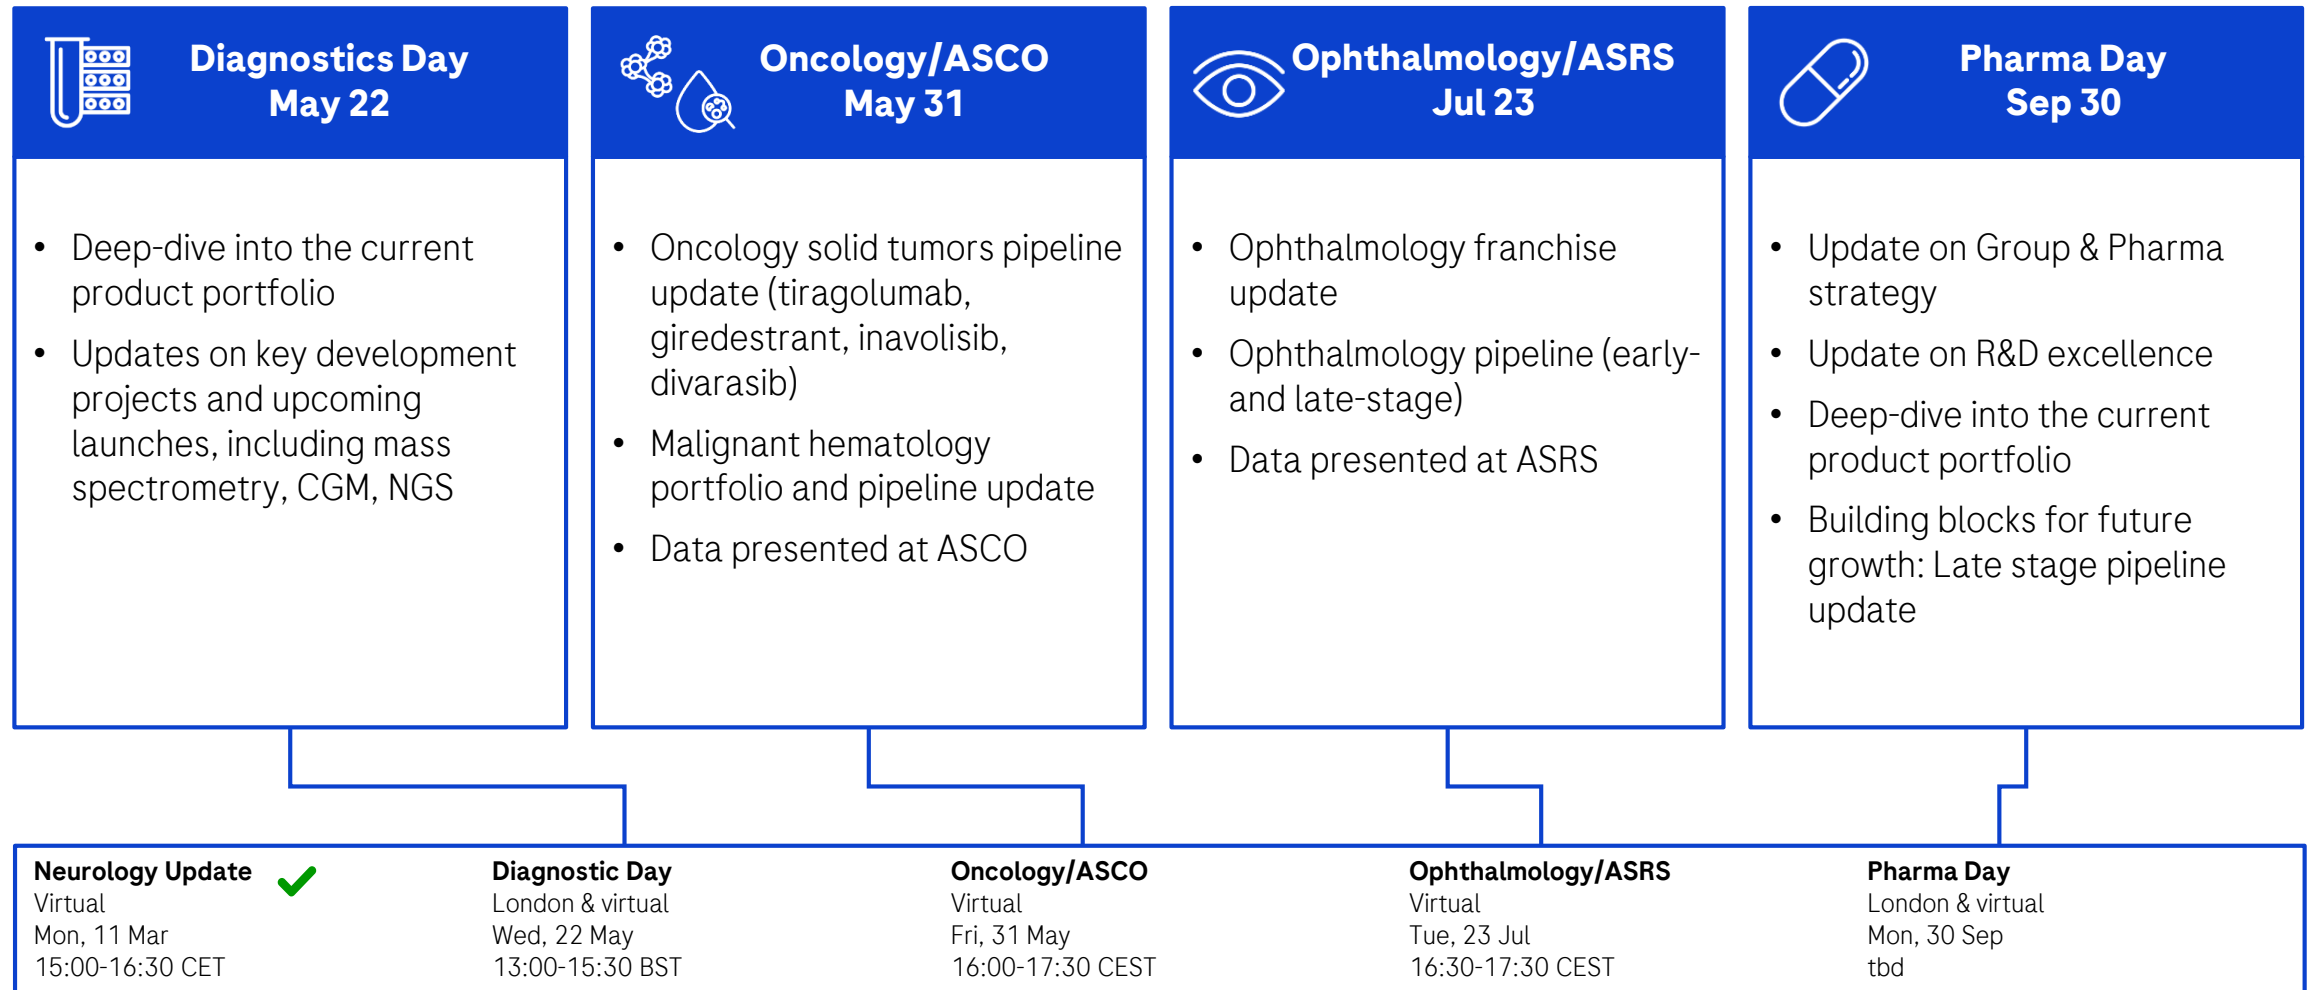 Diagnostics Day
May 22
• Deep-dive into the current
product portfolio
• Updates on key development
projects and upcoming
launches, including mass
spectrometry, CGM, NGS
Oncology/ASCO
May 31
• Oncology solid tumors pipeline
update (tiragolumab,
giredestrant, inavolisib,
divarasib)
• Malignant hematology
portfolio and pipeline update
• Data presented at ASCO
Ophthalmology/ASRS
Jul 23
• Ophthalmology franchise
update
• Ophthalmology pipeline (early-
and late-stage)
• Data presented at ASRS
Pharma Day
Sep 30
• Update on Group & Pharma
strategy
• Update on R&D excellence
• Deep-dive into the current
product portfolio
• Building blocks for future
growth: Late stage pipeline
update
Neurology Update
Virtual
Mon, 11 Mar
15:00-16:30 CET
Diagnostic Day
London & virtual
Wed, 22 May
13:00-15:30 BST
Oncology/ASCO
Virtual
Fri, 31 May
16:00-17:30 CEST
Ophthalmology/ASRS
Virtual
Tue, 23 Jul
16:30-17:30 CEST
Pharma Day
London & virtual
Mon, 30 Sep
tbd